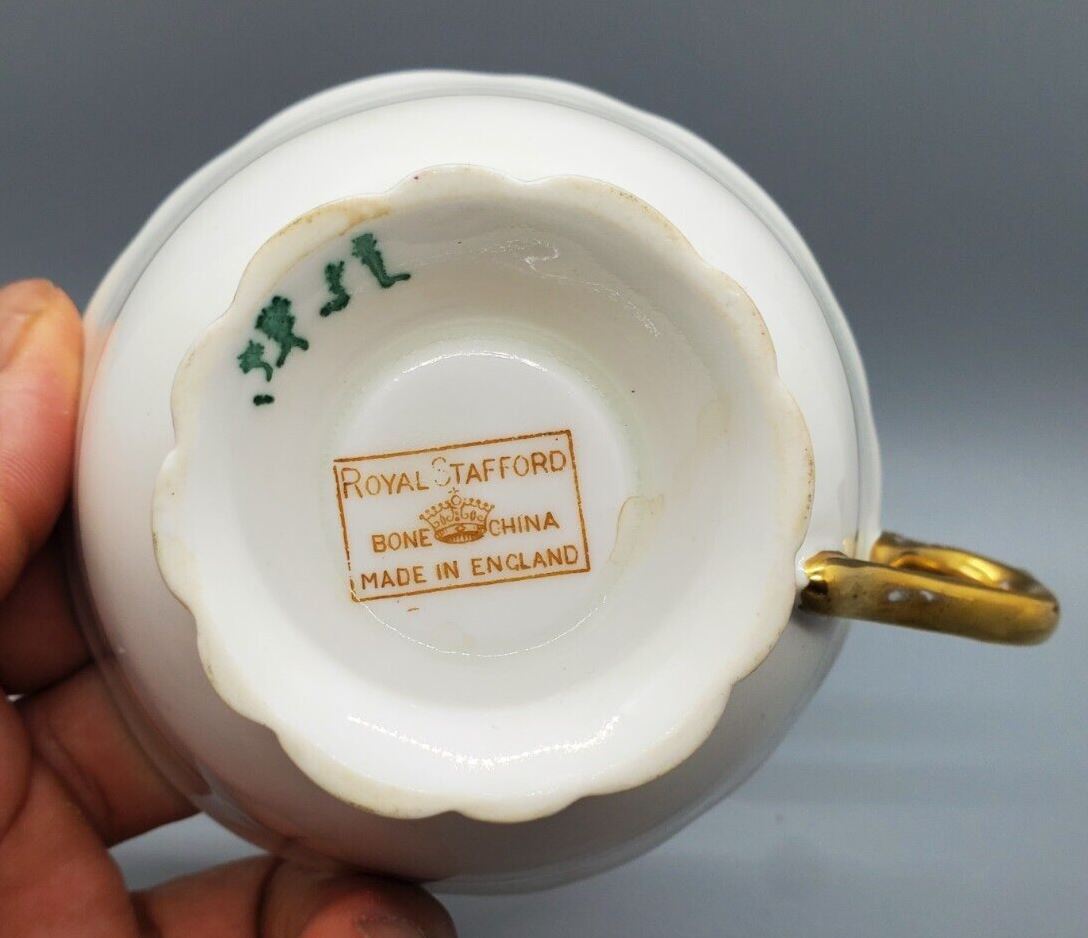 ROYAL STAFFORD
BONE CHINA
MADE IN ENGLAND